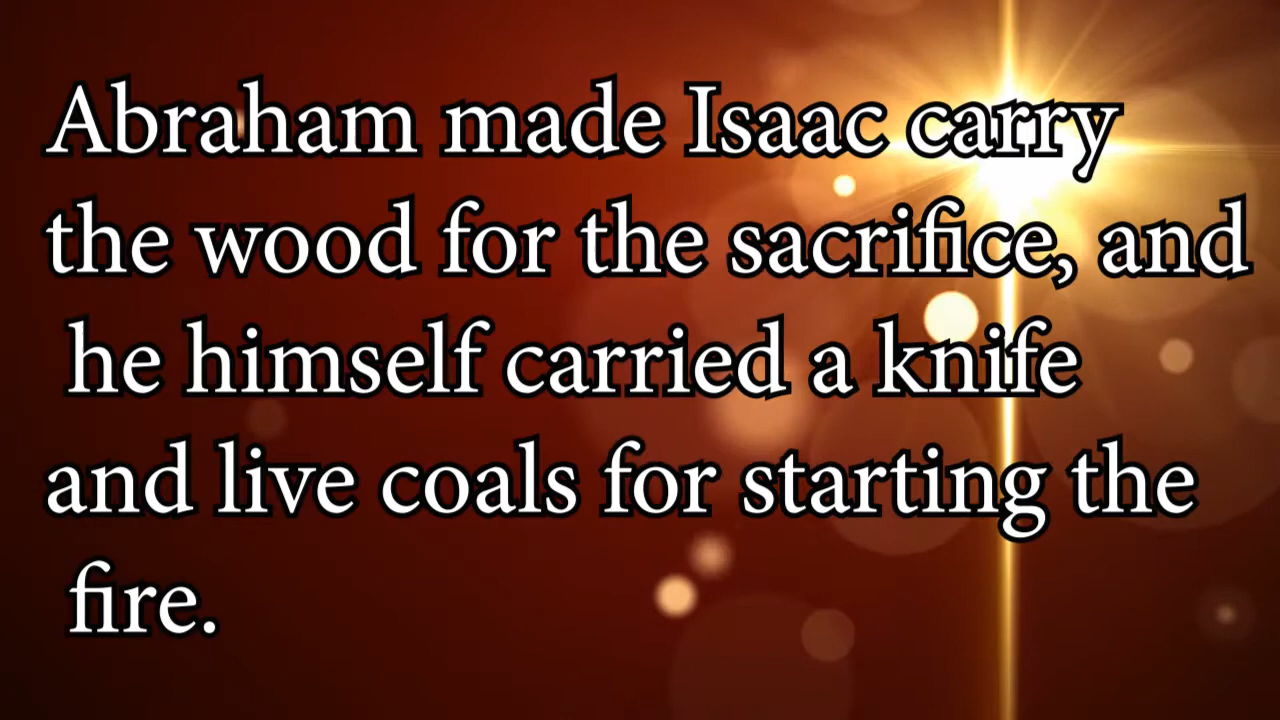 Abraham made Isaac carry
the wood for the sacrifice, and
he himself carried a knife
and live coals for starting the
fire.